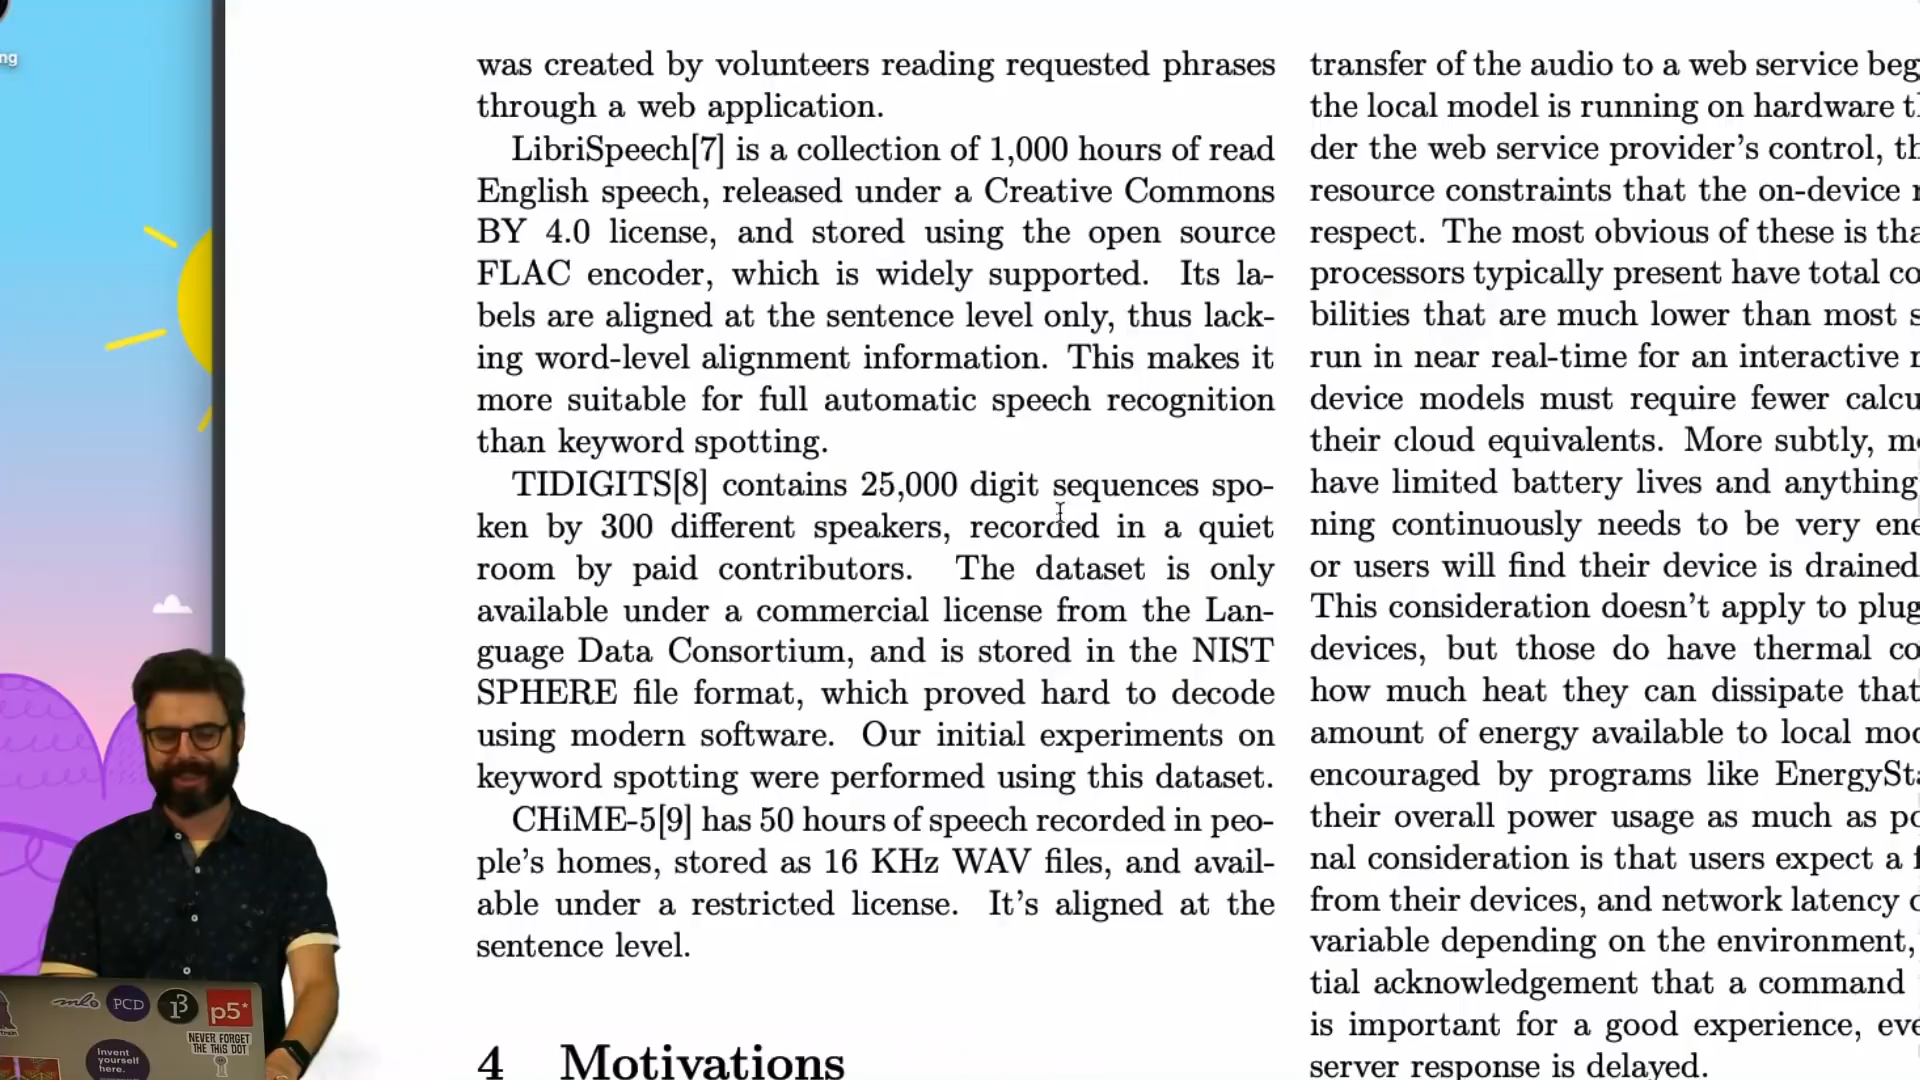 ng
was created by volunteers reading requested phrases
through a web application.
LibriSpeech[7] is a collection of 1,000 hours of read
English speech, released under a Creative Commons
BY 4.0 license, and stored using the open source
FLAC encoder, which is widely supported. Its la-
bels are aligned at the sentence level only, thus lack-
ing word-level alignment information. This makes it
more suitable for full automatic speech recognition
than keyword spotting.
TIDIGITS[8] contains 25,000 digit sequences spo-
ken by 300 different speakers, recorded in a quiet
room by paid contributors. The dataset is only
available under a commercial license from the Lan-
guage Data Consortium, and is stored in the NIST
SPHERE file format, which proved hard to decode
using modern software. Our initial experiments on
keyword spotting were performed using this dataset.
CHiME-5[9] has 50 hours of speech recorded in peo-
ple's homes, stored as 16 KHz WAV files, and avail-
able under a restricted license. It's aligned at the
sentence level.
4 Motivations
transfer of the audio to a web service beg
the local model is running on hardware t
der the web service provider's control, th
resource constraints that the on-device
respect. The most obvious of these is tha
processors typically present have total co
bilities that are much lower than most s
run in near real-time for an interactive
device models must require fewer calcu
their cloud equivalents. More subtly, m
have limited battery lives and anything
ning continuously needs to be very ene
or users will find their device is drained
This consideration doesn't apply to plug
devices, but those do have thermal co
how much heat they can dissipate that
amount of energy available to local mo
encouraged by programs like EnergySta
their overall power usage as much as po
nal consideration is that users expect a f
from their devices, and network latency
variable depending on the environment,
tial acknowledgement that a command
is important for a good experience, eve
server response is delayed.
mlo
PCD
p5*
NEVER FORGET
THE THIS DOT
Invent
yourself
here.